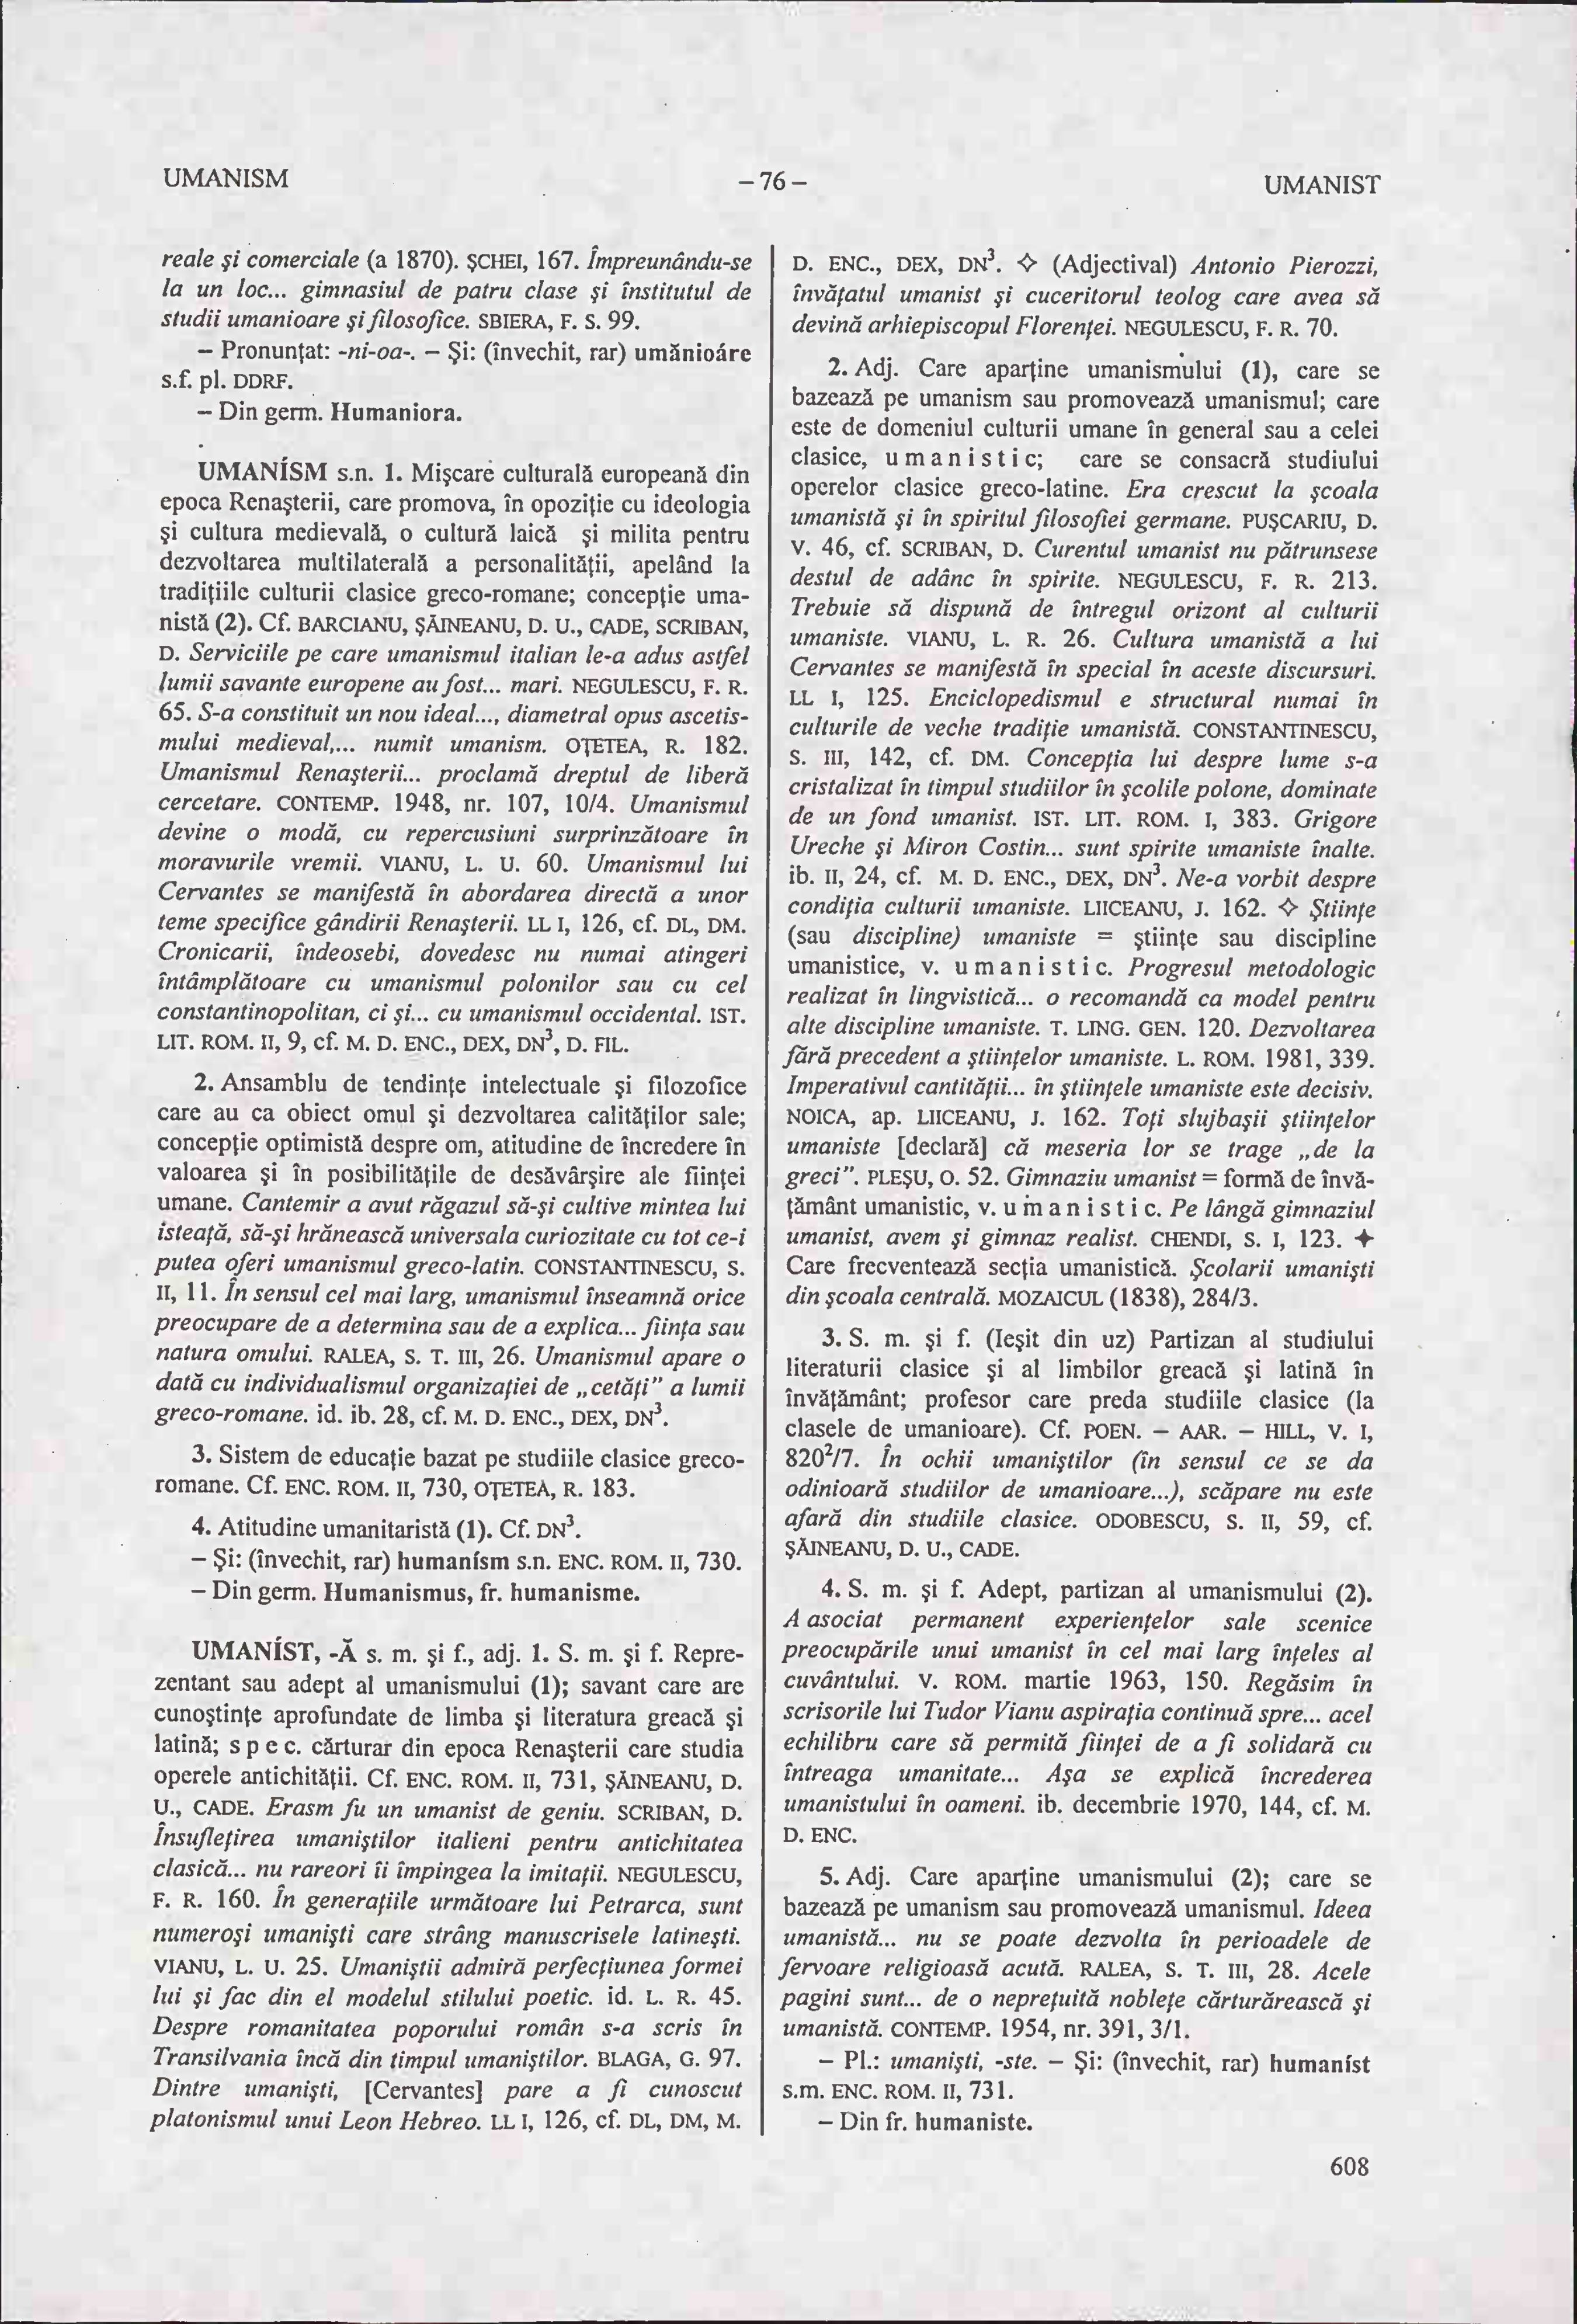 UMANISM
– 76 –
UMANIST
reale şi comerciale (a 1870). ŞCHEI, 167. Împreunându-se
la un loc... gimnasiul de patru clase şi institutul de
studii umanioare şi filosofice. SBIERA, F. S. 99.
– Pronunţat: -ni-oa-. – Şi: (învechit, rar) umănioáre
s.f. pl. DDRF.
– Din germ. Humaniora.
UMANÍSM s.n. 1. Mişcare culturală europeană din
epoca Renaşterii, care promova, în opoziţie cu ideologia
şi cultura medievală, o cultură laică şi milita pentru
dezvoltarea multilaterală a personalităţii, apelând la
tradiţiile culturii clasice greco-romane; concepţie uma-
nistă (2). Cf. BARCIANU, ŞĂINEANU, D. U., CADE, SCRIBAN,
D. Serviciile pe care umanismul italian le-a adus astfel
lumii savante europene au fost... mari. NEGULESCU, F. R.
65. S-a constituit un nou ideal..., diametral opus ascetis-
mului medieval,... numit umanism. OŢETEA, R. 182.
Umanismul Renaşterii... proclamă dreptul de liberă
cercetare. CONTEMP. 1948, nr. 107, 10/4. Umanismul
devine o modă, cu repercusiuni surprinzătoare în
moravurile vremii. VIANU, L. U. 60. Umanismul lui
Cervantes se manifestă în abordarea directă a unor
teme specifice gândirii Renaşterii. LL I, 126, cf. DL, DM.
Cronicarii, îndeosebi, dovedesc nu numai atingeri
întâmplătoare cu umanismul polonilor sau cu cel
constantinopolitan, ci şi... cu umanismul occidental. IST.
LIT. ROM. II, 9, cf. M. D. ENC., DEX, DN³, D. FIL.
2. Ansamblu de tendinţe intelectuale şi filozofice
care au ca obiect omul şi dezvoltarea calităţilor sale;
concepţie optimistă despre om, atitudine de încredere în
valoarea şi în posibilităţile de desăvârşire ale fiinţei
umane. Cantemir a avut răgazul să-şi cultive mintea lui
isteaţă, să-şi hrănească universala curiozitate cu tot ce-i
putea oferi umanismul greco-latin. CONSTANTINESCU, S.
II, 11. În sensul cel mai larg, umanismul înseamnă orice
preocupare de a determina sau de a explica... fiinţa sau
natura omului. RALEA, S. T. III, 26. Umanismul apare o
dată cu individualismul organizaţiei de „cetăţi” a lumii
greco-romane. id. ib. 28, cf. M. D. ENC., DEX, DN³.
3. Sistem de educaţie bazat pe studiile clasice greco-
romane. Cf. ENC. ROM. II, 730, OŢETEA, R. 183.
4. Atitudine umanitaristă (1). Cf. DN³.
– Şi: (învechit, rar) humanísm s.n. ENC. ROM. II, 730.
– Din germ. Humanismus, fr. humanisme.
UMANÍST, -Ă s. m. şi f., adj. 1. S. m. şi f. Repre-
zentant sau adept al umanismului (1); savant care are
cunoştinţe aprofundate de limba şi literatura greacă şi
latină; s p e c. cărturar din epoca Renaşterii care studia
operele antichităţii. Cf. ENC. ROM. II, 731, ŞĂINEANU, D.
U., CADE. Erasm fu un umanist de geniu. SCRIBAN, D.
Însufleţirea umaniştilor italieni pentru antichitatea
clasică... nu rareori îi împingea la imitaţii. NEGULESCU,
F. R. 160. În generaţiile următoare lui Petrarca, sunt
numeroşi umanişti care strâng manuscrisele latineşti.
VIANU, L. U. 25. Umaniştii admiră perfecţiunea formei
lui şi fac din el modelul stilului poetic. id. L. R. 45.
Despre romanitatea poporului român s-a scris în
Transilvania încă din timpul umaniştilor. BLAGA, G. 97.
Dintre umanişti, [Cervantes] pare a fi cunoscut
platonismul unui Leon Hebreo. LL I, 126, cf. DL, DM, M.
D. ENC., DEX, DN³. ✧ (Adjectival) Antonio Pierozzi,
învăţatul umanist şi cuceritorul teolog care avea să
devină arhiepiscopul Florenţei. NEGULESCU, F. R. 70.
2. Adj. Care aparţine umanismului (1), care se
bazează pe umanism sau promovează umanismul; care
este de domeniul culturii umane în general sau a celei
clasice, u m a n i s t i c; care se consacră studiului
operelor clasice greco-latine. Era crescut la şcoala
umanistă şi în spiritul filosofiei germane. PUŞCARIU, D.
V. 46, cf. SCRIBAN, D. Curentul umanist nu pătrunsese
destul de adânc în spirite. NEGULESCU, F. R. 213.
Trebuie să dispună de întregul orizont al culturii
umaniste. VIANU, L. R. 26. Cultura umanistă a lui
Cervantes se manifestă în special în aceste discursuri.
LL I, 125. Enciclopedismul e structural numai în
culturile de veche tradiţie umanistă. CONSTANTINESCU,
S. III, 142, cf. DM. Concepţia lui despre lume s-a
cristalizat în timpul studiilor în şcolile polone, dominate
de un fond umanist. IST. LIT. ROM. I, 383. Grigore
Ureche şi Miron Costin... sunt spirite umaniste înalte.
ib. II, 24, cf. M. D. ENC., DEX, DN³. Ne-a vorbit despre
condiţia culturii umaniste. LIICEANU, J. 162. ✧ Ştiinţe
(sau discipline) umaniste = ştiinţe sau discipline
umanistice, v. u m a n i s t i c. Progresul metodologic
realizat în lingvistică... o recomandă ca model pentru
alte discipline umaniste. T. LING. GEN. 120. Dezvoltarea
fără precedent a ştiinţelor umaniste. L. ROM. 1981, 339.
Imperativul cantităţii... în ştiinţele umaniste este decisiv.
NOICA, ap. LIICEANU, J. 162. Toţi slujbaşii ştiinţelor
umaniste [declară] că meseria lor se trage „de la
greci”. PLEŞU, O. 52. Gimnaziu umanist = formă de învă-
ţământ umanistic, v. u m a n i s t i c. Pe lângă gimnaziul
umanist, avem şi gimnaz realist. CHENDI, S. I, 123. ✦
Care frecventează secţia umanistică. Şcolarii umanişti
din şcoala centrală. MOZAICUL (1838), 284/3.
3. S. m. şi f. (Ieşit din uz) Partizan al studiului
literaturii clasice şi al limbilor greacă şi latină în
învăţământ; profesor care preda studiile clasice (la
clasele de umanioare). Cf. POEN. – AAR. – HILL, V. I,
820²/7. În ochii umaniştilor (în sensul ce se da
odinioară studiilor de umanioare...), scăpare nu este
afară din studiile clasice. ODOBESCU, S. II, 59, cf.
ŞĂINEANU, D. U., CADE.
4. S. m. şi f. Adept, partizan al umanismului (2).
A asociat permanent experienţelor sale scenice
preocupările unui umanist în cel mai larg înţeles al
cuvântului. V. ROM. martie 1963, 150. Regăsim în
scrisorile lui Tudor Vianu aspiraţia continuă spre... acel
echilibru care să permită fiinţei de a fi solidară cu
întreaga umanitate... Aşa se explică încrederea
umanistului în oameni. ib. decembrie 1970, 144, cf. M.
D. ENC.
5. Adj. Care aparţine umanismului (2); care se
bazează pe umanism sau promovează umanismul. Ideea
umanistă... nu se poate dezvolta în perioadele de
fervoare religioasă acută. RALEA, S. T. III, 28. Acele
pagini sunt... de o nepreţuită nobleţe cărturărească şi
umanistă. CONTEMP. 1954, nr. 391, 3/1.
– Pl.: umanişti, -ste. – Şi: (învechit, rar) humaníst
s.m. ENC. ROM. II, 731.
– Din fr. humaniste.
608